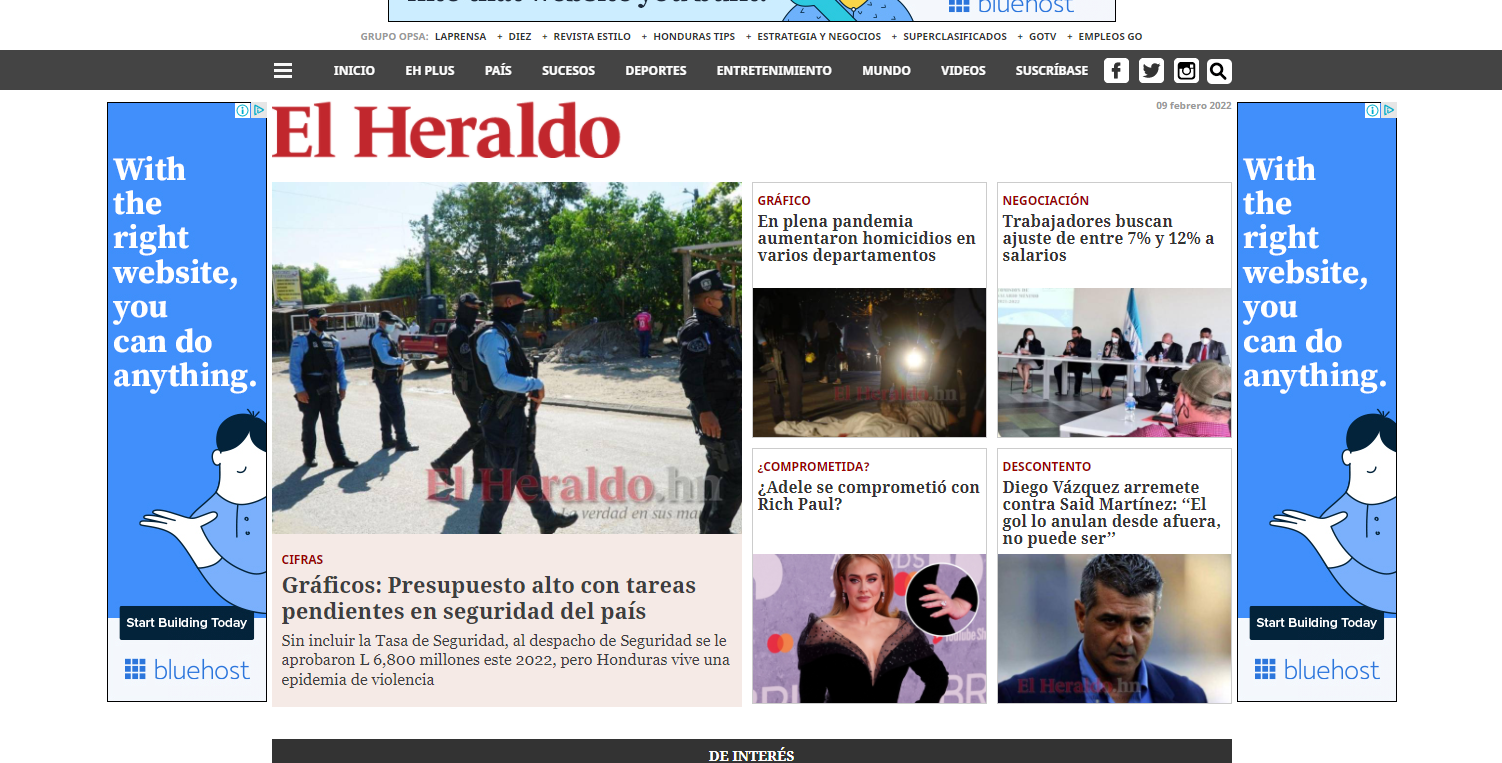 bluehost
GRUPO OPSA: LAPRENSA + DIEZ + REVISTA ESTILO + HONDURAS TIPS + ESTRATEGIA Y NEGOCIOS + SUPERCLASIFICADOS + GOTV + EMPLEOS GO
INICIO EH PLUS PAÍS SUCESOS DEPORTES ENTRETENIMIENTO MUNDO VIDEOS SUSCRÍBASE
With
the
right
website,
you
can do
anything.
Start Building Today
bluehost
El Heraldo
09 febrero 2022
El Heraldo.hn
La verdad en sus
CIFRAS
Gráficos: Presupuesto alto con tareas
pendientes en seguridad del país
Sin incluir la Tasa de Seguridad, al despacho de Seguridad se le
aprobaron L 6,800 millones este 2022, pero Honduras vive una
epidemia de violencia
GRÁFICO
En plena pandemia
aumentaron homicidios en
varios departamentos
El Heraldo.hn
NEGOCIACIÓN
Trabajadores buscan
ajuste de entre 7% y 12% a
salarios
¿COMPROMETIDA?
¿Adele se comprometió con
Rich Paul?
DESCONTENTO
Diego Vázquez arremete
contra Said Martínez: “El
gol lo anulan desde afuera,
no puede ser”
El Heraldo.hn
With
the
right
website,
you
can do
anything.
Start Building Today
bluehost
DE INTERÉS